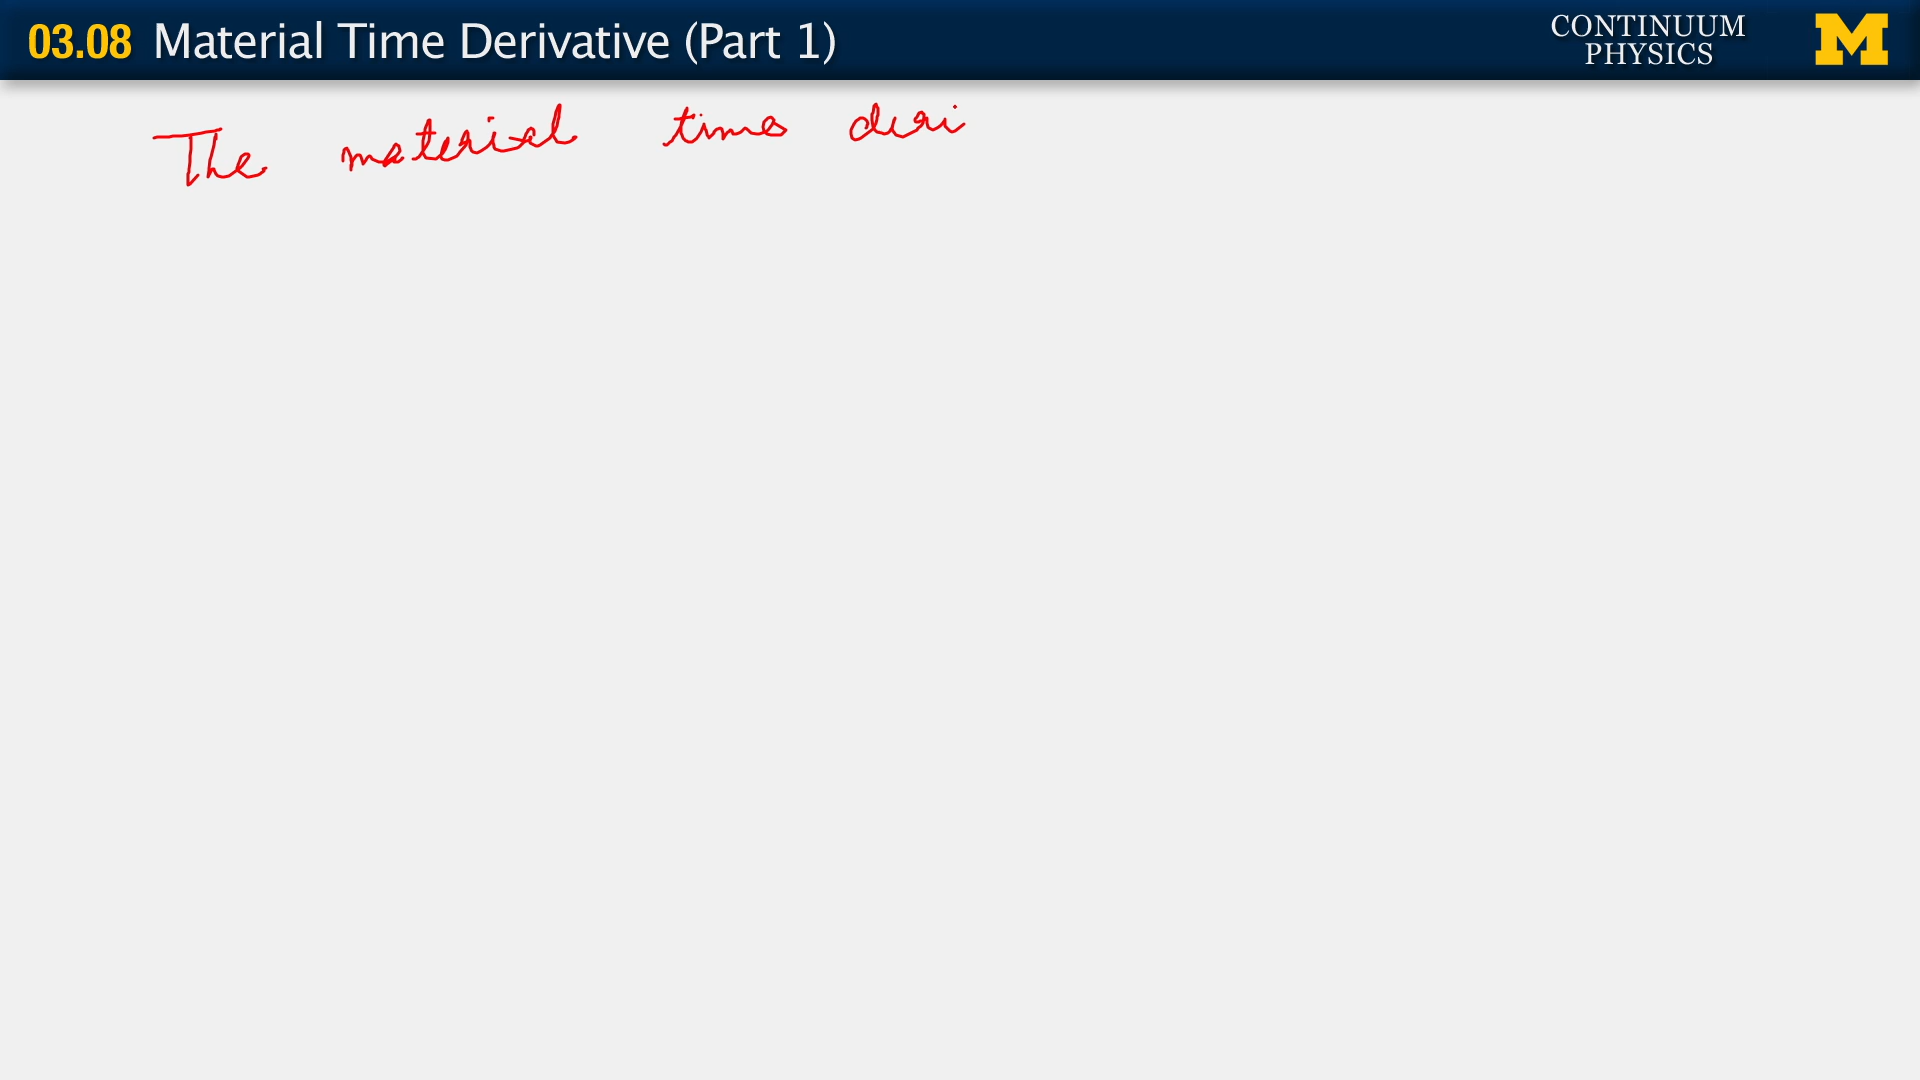 03.08 Material Time Derivative (Part 1)
CONTINUUM
PHYSICS
M
The material time deri